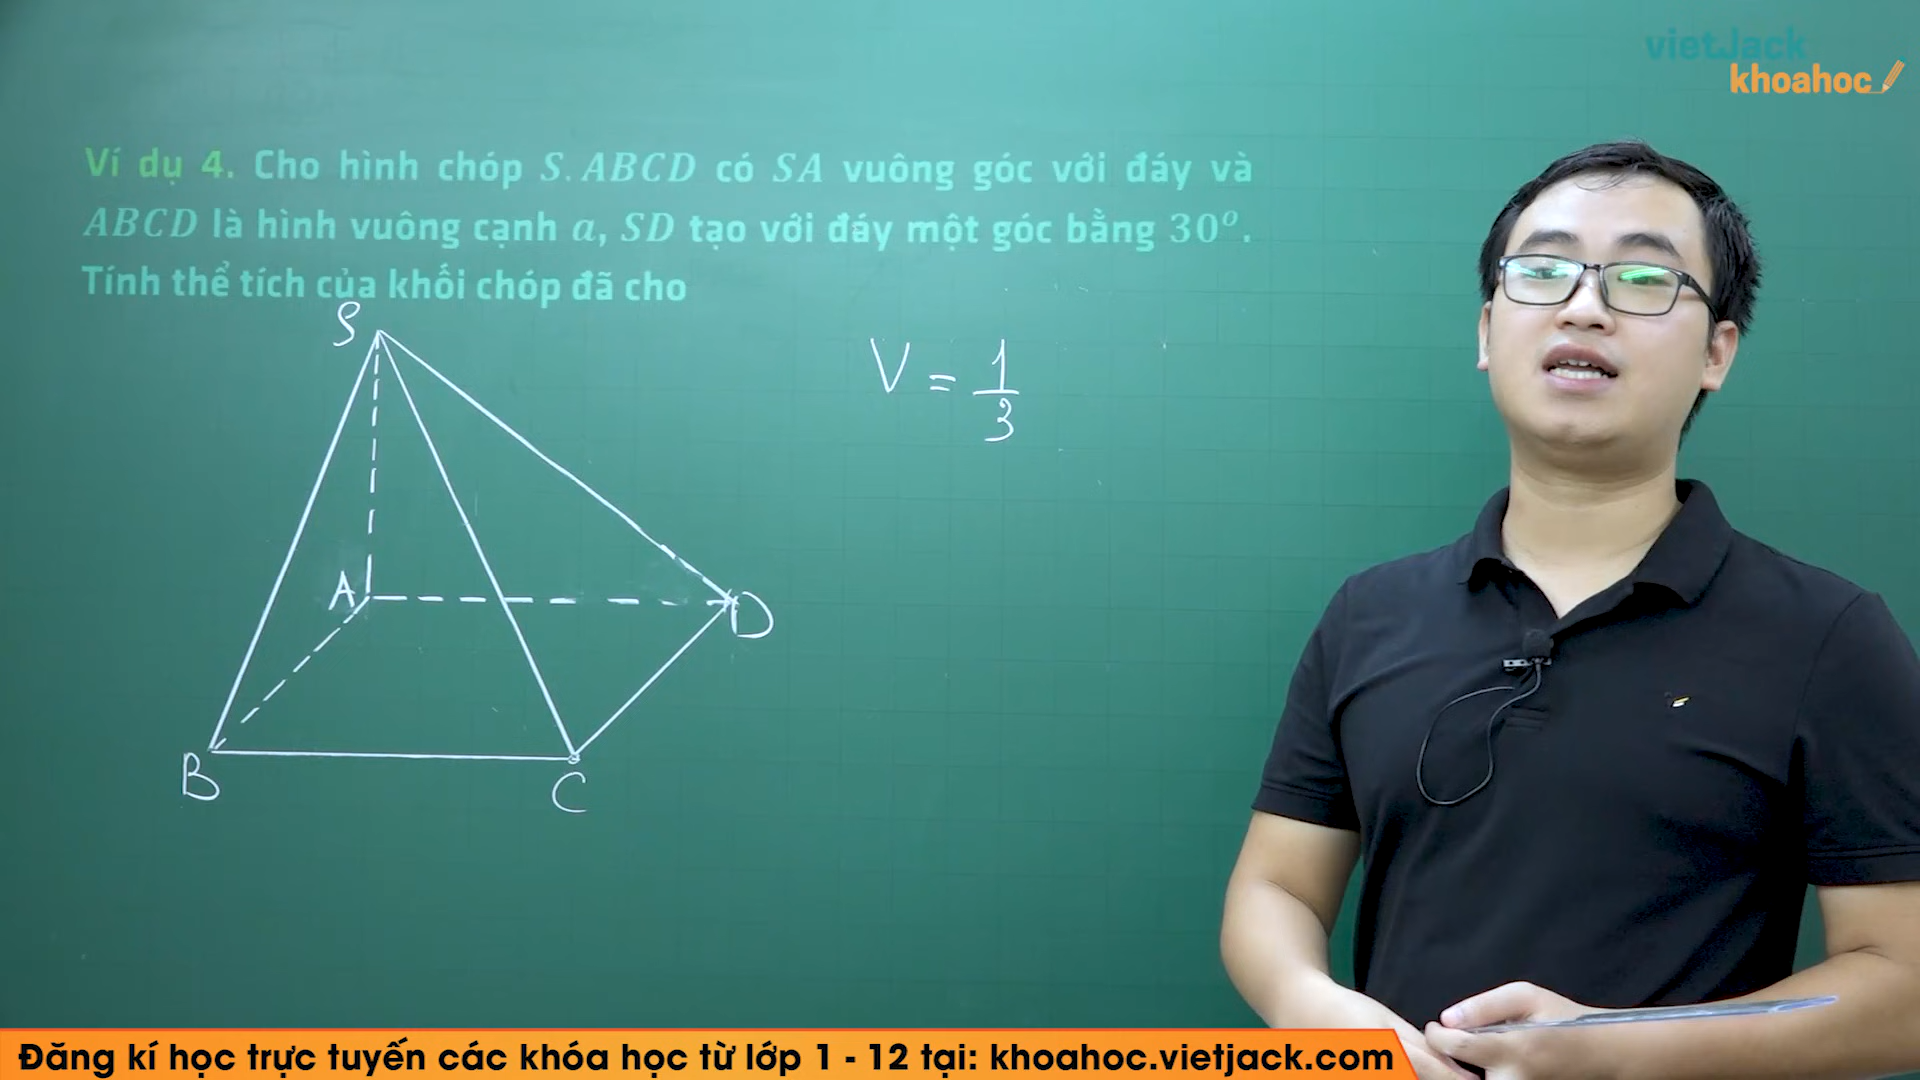 vietJack
khoahoc
Ví dụ 4. Cho hình chóp S.ABCD có SA vuông góc với đáy và
ABCD là hình vuông cạnh a, SD tạo với đáy một góc bằng 30º.
Tính thể tích của khối chóp đã cho
S
V = 1/3
A
D
B
C
Đăng kí học trực tuyến các khóa học từ lớp 1 - 12 tại: khoahoc.vietjack.com